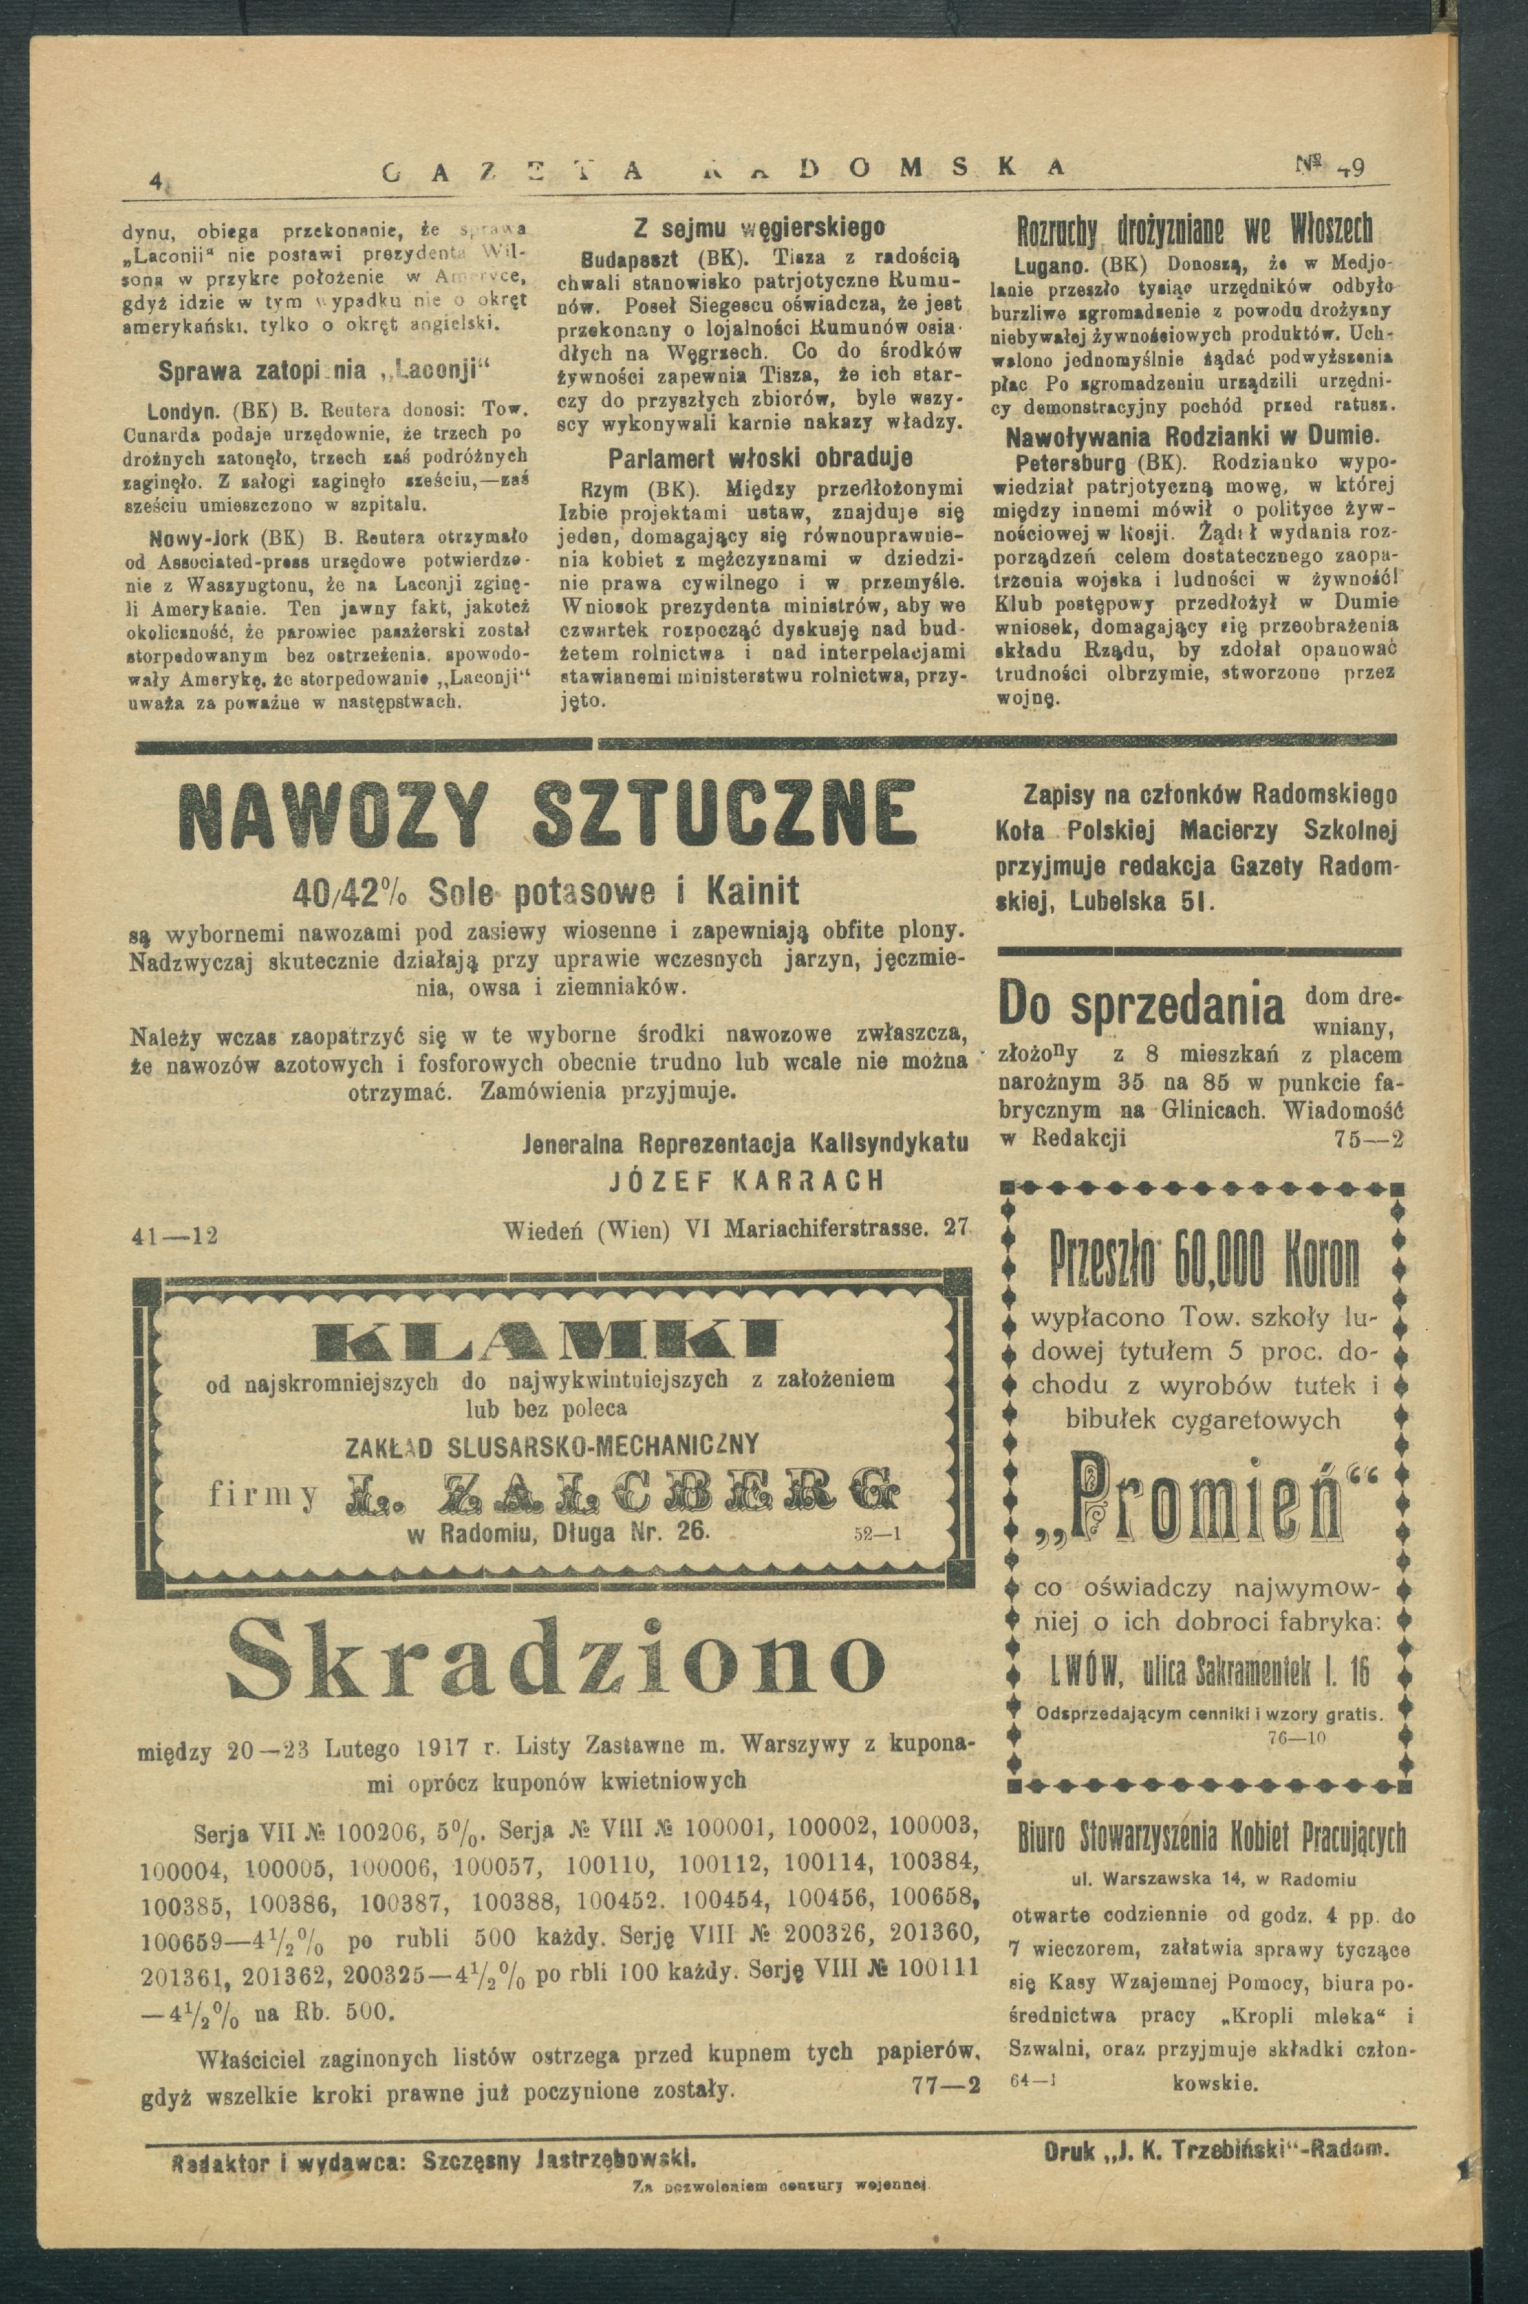 4
GAZETA RADOMSKA
№ 49
dynu, obiega przekonanie, że sprawa
„Laconii“ nie postawi prezydenta Wil-
sona w przykre położenie w Ameryce,
gdyż idzie w tym wypadku nie o okręt
amerykański, tylko o okręt angielski.
Sprawa zatopienia „Laconji“
Londyn. (BK) B. Reutera donosi: Tow.
Cunarda podaje urzędownie, że trzech po
drożnych zatonęło, trzech zaś podróżnych
zaginęło. Z załogi zaginęło sześciu,—zaś
sześciu umieszczono w szpitalu.
Nowy-Jork (BK) B. Reutera otrzymało
od Associated-press urzędowe potwierdze-
nie z Waszyngtonu, że na Laconji zginę-
li Amerykanie. Ten jawny fakt, jakoteż
okoliczność, że parowiec pasażerski został
storpedowanym bez ostrzeżenia, spowodo-
wały Amerykę, że storpedowanie „Laconji“
uważa za poważne w następstwach.
Z sejmu węgierskiego
Budapeszt (BK). Tisza z radością
chwali stanowisko patrjotyczne Rumu-
nów. Poseł Siegescu oświadcza, że jest
przekonany o lojalności Rumunów osia-
dłych na Węgrzech. Co do środków
żywności zapewnia Tisza, że ich star-
czy do przyszłych zbiorów, byle wszy-
scy wykonywali karnie nakazy władzy.
Parlamert włoski obraduje
Rzym (BK). Między przedłożonymi
Izbie projektami ustaw, znajduje się
jeden, domagający się równouprawnie-
nia kobiet z mężczyznami w dziedzi-
nie prawa cywilnego i w przemyśle.
Wniosok prezydenta ministrów, aby we
czwartek rozpocząć dyskusję nad bud-
żetem rolnictwa i nad interpelacjami
stawianemi ministerstwu rolnictwa, przy-
jęto.
Rozruchy drożyzniane we Włoszech
Lugano. (BK) Donoszą, że w Medjo-
lanie przeszło tysiąc urzędników odbyło
burzliwe zgromadzenie z powodu drożyzny
niebywałej żywnościowych produktów. Uch-
walono jednomyślnie żądać podwyższenia
płac Po zgromadzeniu urządzili urzędni-
cy demonstracyjny pochód przed ratusz.
Nawoływania Rodzianki w Dumie.
Petersburg (BK). Rodzianko wypo-
wiedział patrjotyczną mowę, w której
między innemi mówił o polityce żyw-
nościowej w Rosji. Żądał wydania roz-
porządzeń celem dostatecznego zaopa-
trzenia wojska i ludności w żywność!
Klub postępowy przedłożył w Dumie
wniosek, domagający się przeobrażenia
składu Rządu, by zdołał opanować
trudności olbrzymie, stworzone przez
wojnę.
NAWOZY SZTUCZNE
40/42% Sole potasowe i Kainit
są wybornemi nawozami pod zasiewy wiosenne i zapewniają obfite plony.
Nadzwyczaj skutecznie działają przy uprawie wczesnych jarzyn, jęczmie-
nia, owsa i ziemniaków.
Należy wczas zaopatrzyć się w te wyborne środki nawozowe zwłaszcza,
że nawozów azotowych i fosforowych obecnie trudno lub wcale nie można
otrzymać. Zamówienia przyjmuje.
Jeneralna Reprezentacja Kalisyndykatu
JÓZEF KARRACH
41—12 Wiedeń (Wien) VI Mariachiferstrasse. 27
KLAMKI
od najskromniejszych do najwykwintniejszych z założeniem
lub bez poleca
ZAKŁAD SLUSARSKO-MECHANICZNY
firmy L. ZALCBERG
w Radomiu, Długa Nr. 26. 52—1
Skradziono
między 20—23 Lutego 1917 r. Listy Zastawne m. Warszywy z kupona-
mi oprócz kuponów kwietniowych
Serja VII № 100206, 5%. Serja № VIII № 100001, 100002, 100003,
100004, 100005, 100006, 100057, 100110, 100112, 100114, 100384,
100385, 100386, 100387, 100388, 100452. 100454, 100456, 100658,
100659—4½% po rubli 500 każdy. Serję VIII № 200326, 201360,
201361, 201362, 200325—4½% po rbli 100 każdy. Serję VIII № 100111
—4½% na Rb. 500.
Właściciel zaginonych listów ostrzega przed kupnem tych papierów,
gdyż wszelkie kroki prawne już poczynione zostały. 77—2
Zapisy na członków Radomskiego
Koła Polskiej Macierzy Szkolnej
przyjmuje redakcja Gazety Radom-
skiej, Lubelska 51.
Do sprzedania dom dre-
wniany,
złożony z 8 mieszkań z placem
narożnym 35 na 85 w punkcie fa-
brycznym na Glinicach. Wiadomość
w Redakcji 75—2
Przeszło 60,000 Koron
wypłacono Tow. szkoły lu-
dowej tytułem 5 proc. do-
chodu z wyrobów tutek i
bibułek cygaretowych
„Promień“
co oświadczy najwymow-
niej o ich dobroci fabryka:
LWÓW, ulica Sakramentek l. 16
Odsprzedającym cenniki i wzory gratis.
76—10
Biuro Stowarzyszenia Kobiet Pracujących
ul. Warszawska 14, w Radomiu
otwarte codziennie od godz. 4 pp. do
7 wieczorem, załatwia sprawy tyczące
się Kasy Wzajemnej Pomocy, biura po-
średnictwa pracy „Kropli mleka“ i
Szwalni, oraz przyjmuje składki człon-
64—1 kowskie.
Redaktor i wydawca: Szczęsny Jastrzębowski.
Druk „J. K. Trzebiński“-Radom.
Za pozwoleniem cenzury wojennej.